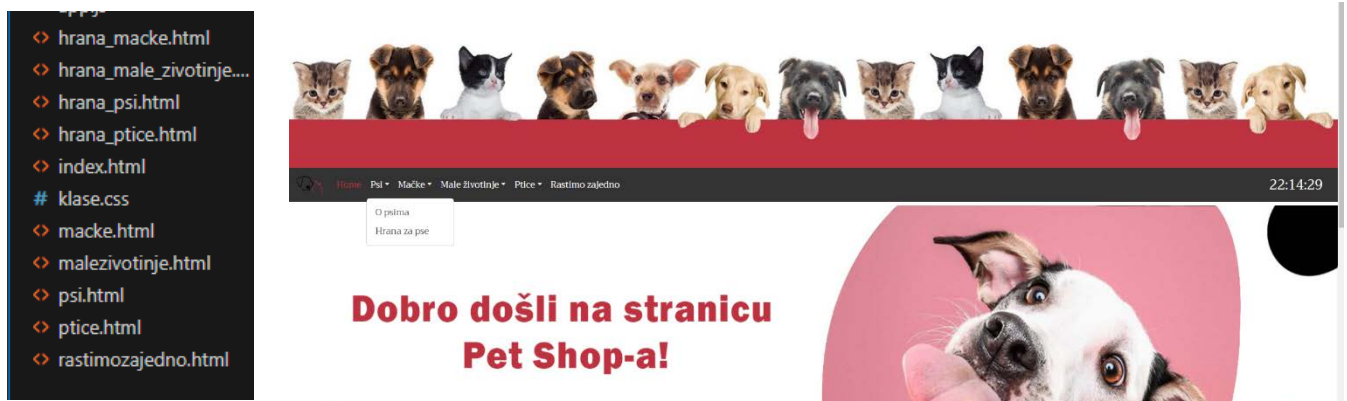 hrana_macke.html
hrana_male_zivotinje....
hrana_psi.html
hrana_ptice.html
index.html
# klase.css
macke.html
malezivotinje.html
psi.html
ptice.html
rastimozajedno.html
Home Psi Mačke Male životinje Ptice Rastimo zajedno 22:14:29
O psima
Hrana za pse
Dobro došli na stranicu
Pet Shop-a!